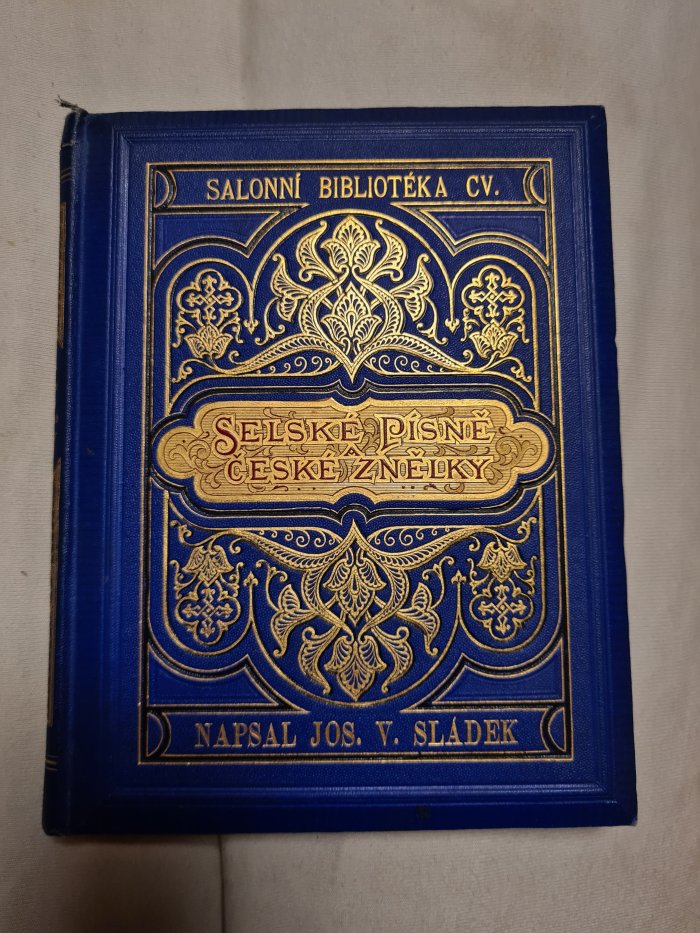 SALONNÍ BIBLIOTÉKA CV.
SELSKÉ PÍSNĚ
A
ČESKÉ ZNĚLKY
NAPSAL JOS. V. SLÁDEK